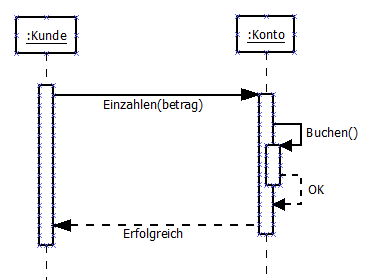 :Kunde
:Konto
Einzahlen(betrag)
Buchen()
OK
Erfolgreich